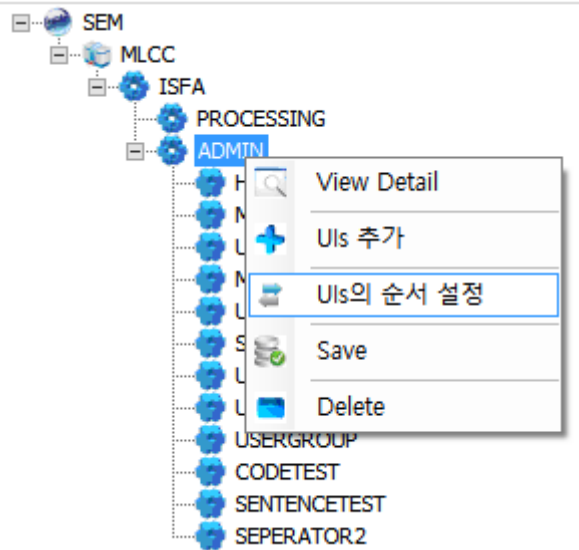 SEM
MLCC
ISFA
PROCESSING
ADMIN
H
View Detail
M
UIs 추가
U
M
UIs의 순서 설정
U
S
Save
U
U
Delete
USERGROUP
CODETEST
SENTENCETEST
SEPERATOR2